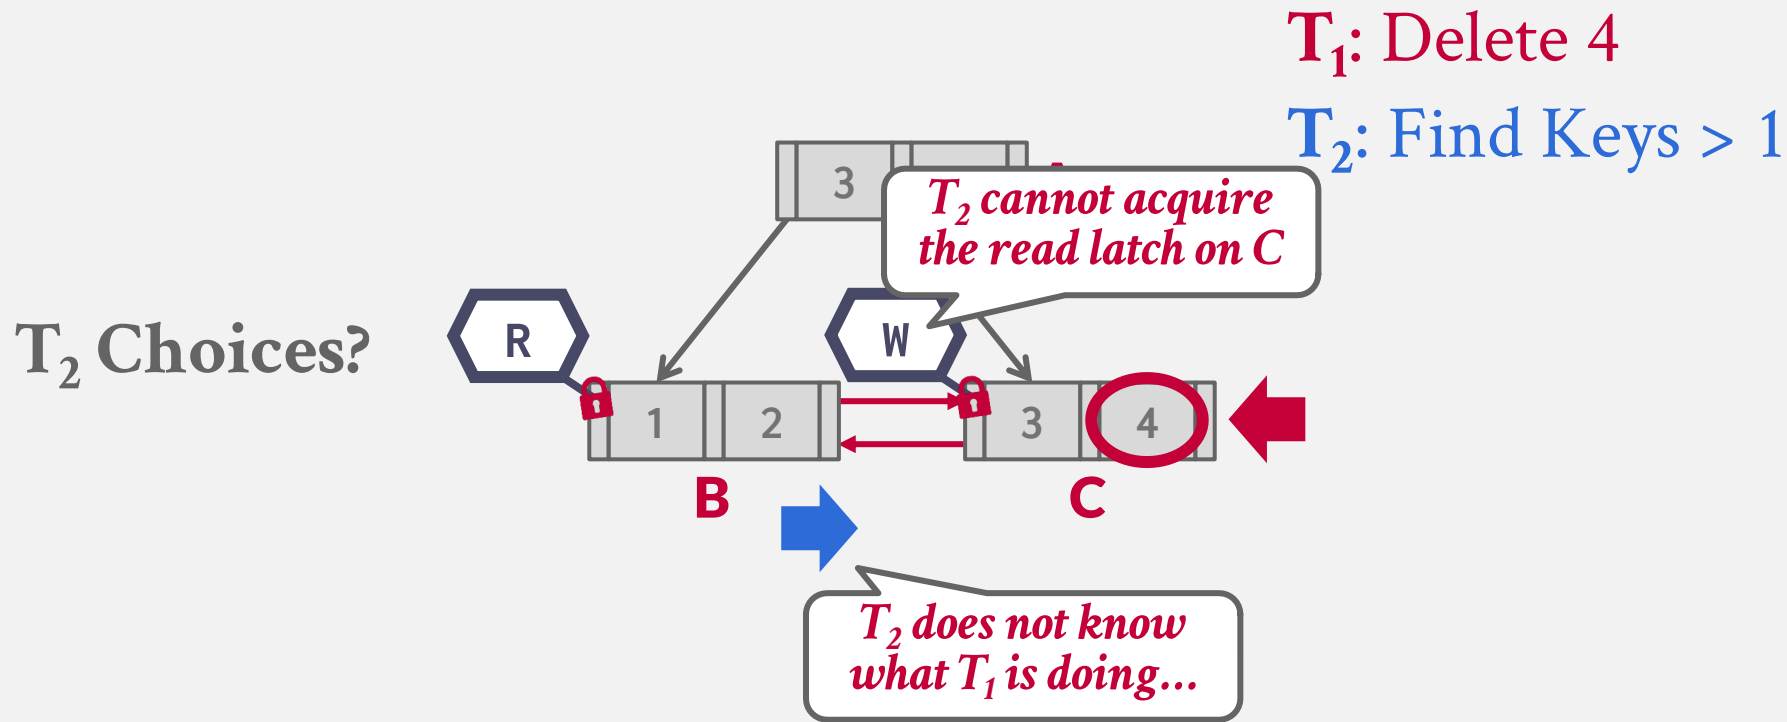 T₁: Delete 4
T₂: Find Keys > 1
3
T₂ cannot acquire
the read latch on C
T₂ Choices?
R
W
1 2
3 4
B
C
T₂ does not know
what T₁ is doing...